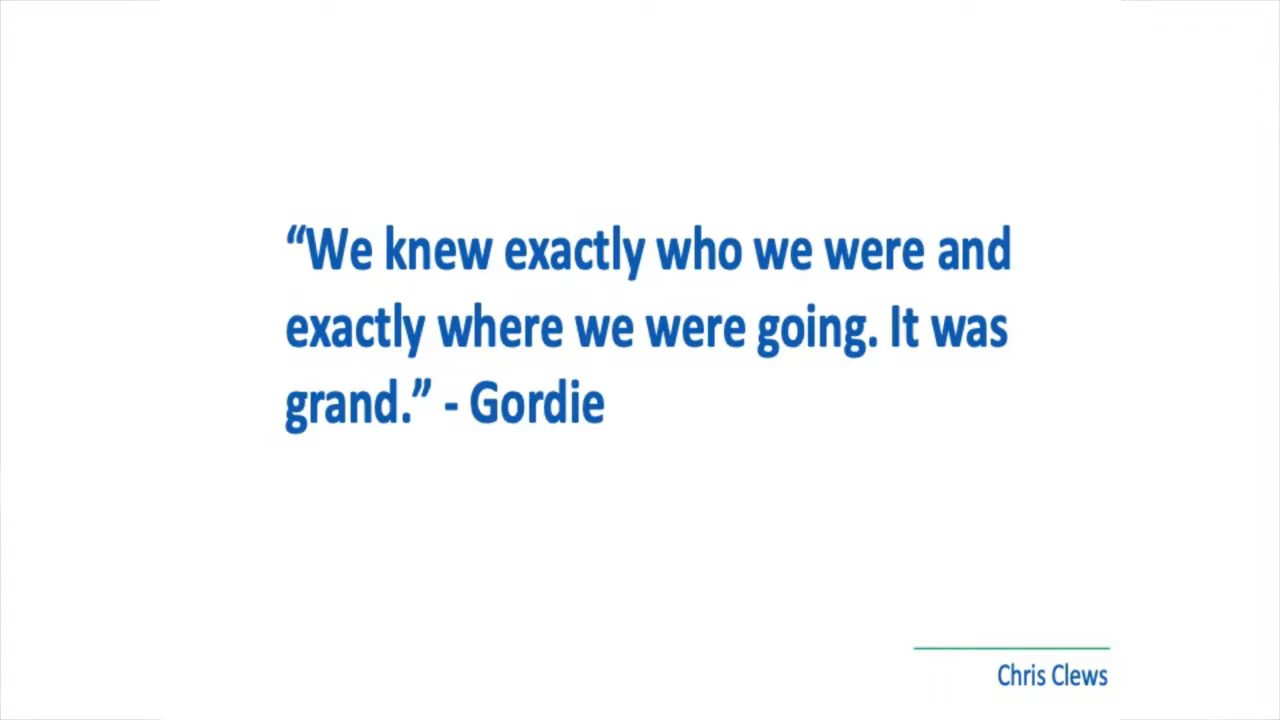 “We knew exactly who we were and
exactly where we were going. It was
grand.” - Gordie
Chris Clews